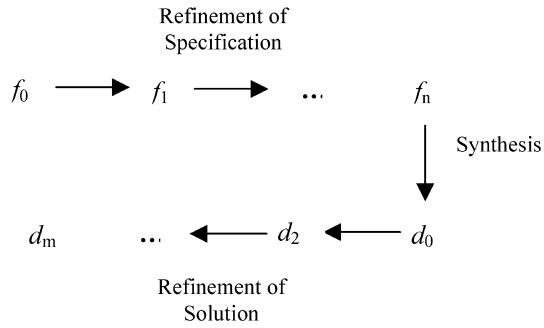 Refinement of
Specification
f0 f1 ... fn
Synthesis
dm ... d2 d0
Refinement of
Solution